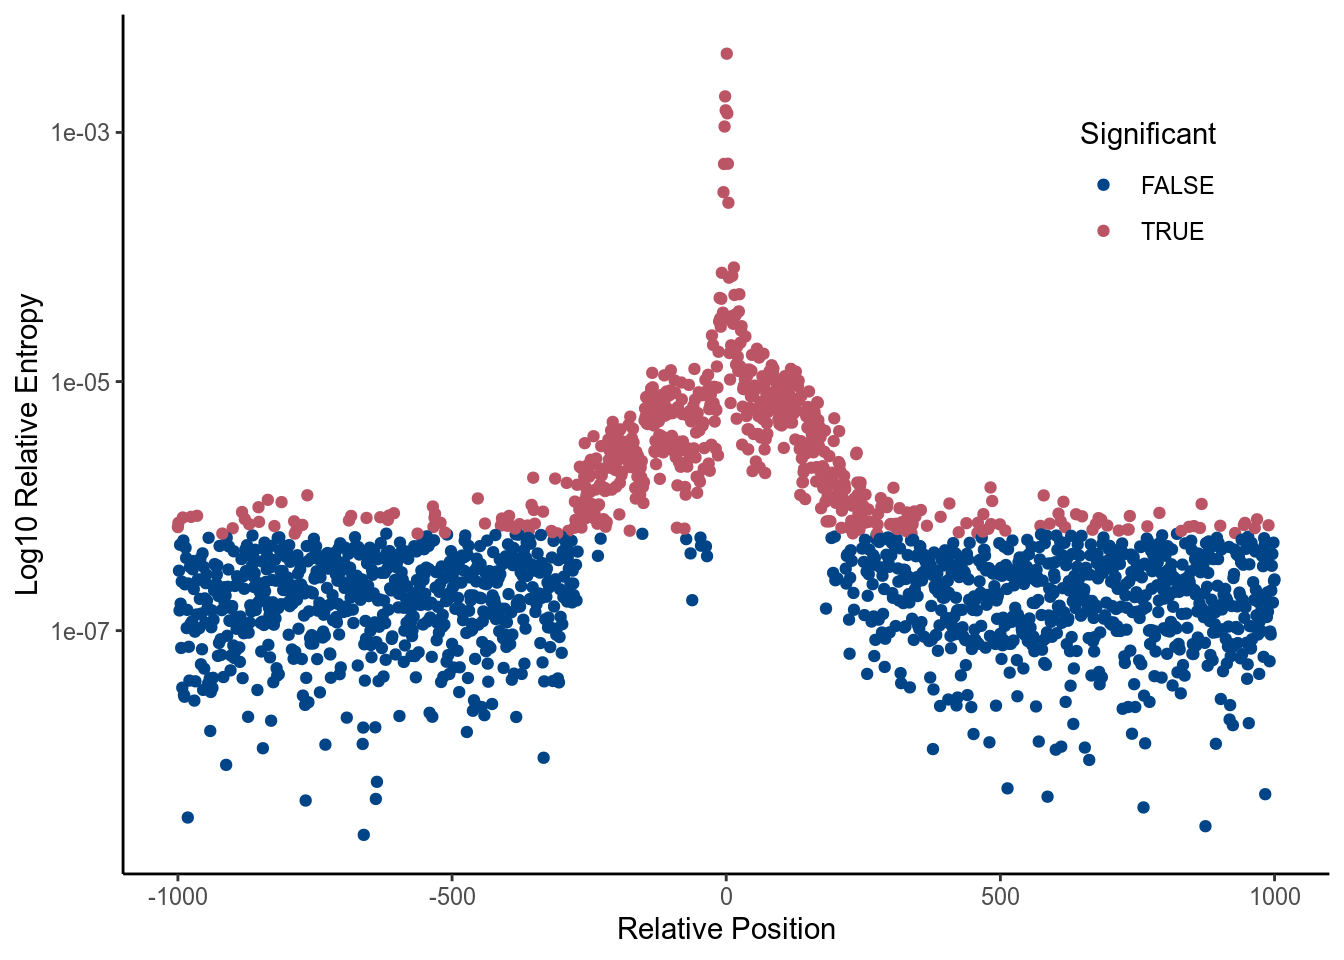 Log10 Relative Entropy
1e-03
1e-05
1e-07
Significant
FALSE
TRUE
-1000
-500
0
500
1000
Relative Position